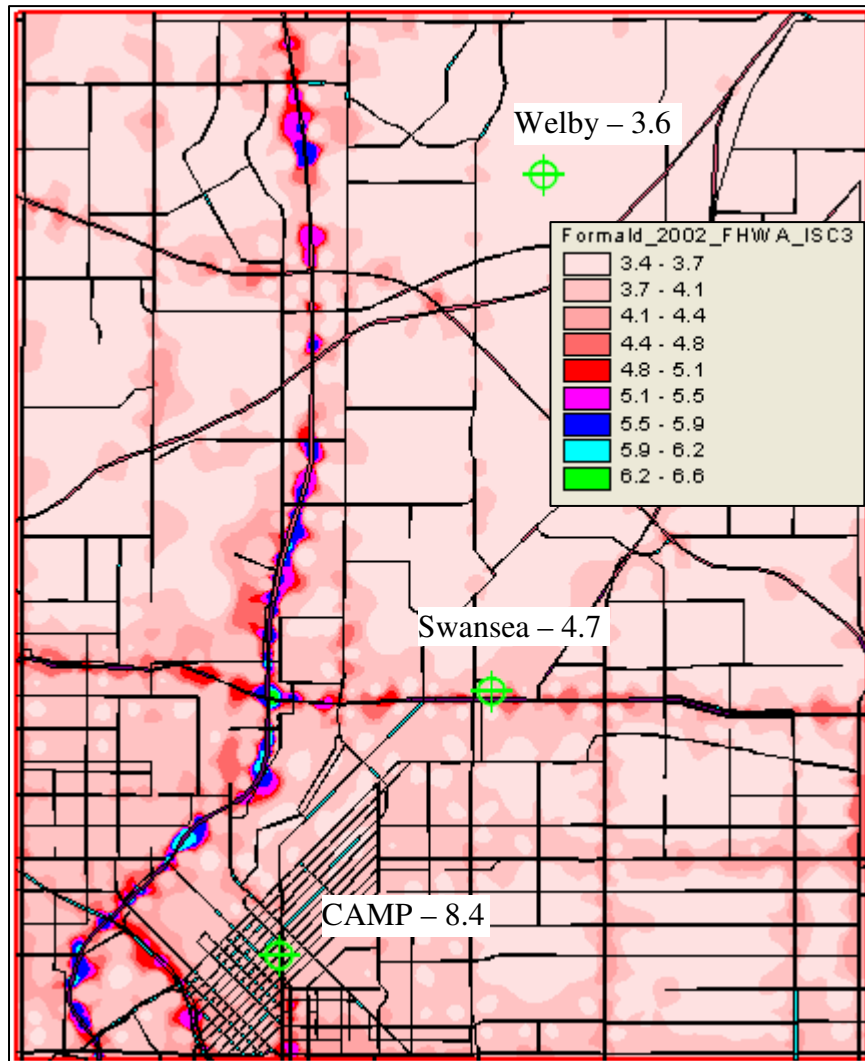 Welby – 3.6
Formald_2002_FHWA_ISC3
3.4 - 3.7
3.7 - 4.1
4.1 - 4.4
4.4 - 4.8
4.8 - 5.1
5.1 - 5.5
5.5 - 5.9
5.9 - 6.2
6.2 - 6.6
Swansea – 4.7
CAMP – 8.4